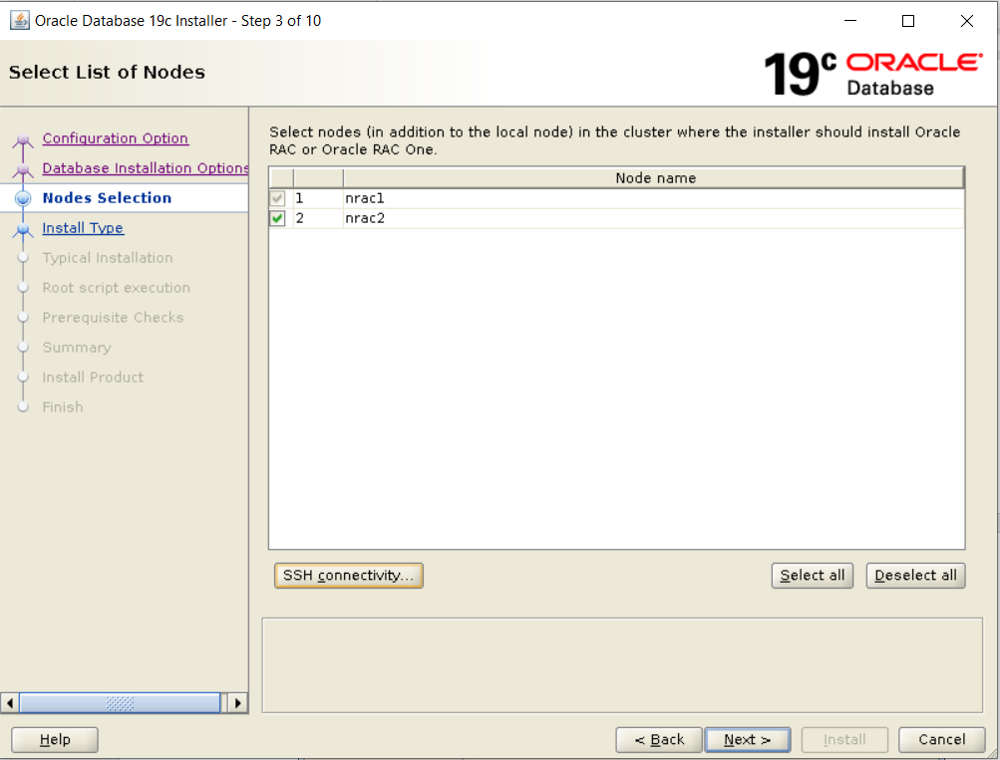 Oracle Database 19c Installer - Step 3 of 10
Select List of Nodes
19c ORACLE
Database
Configuration Option
Database Installation Options
Nodes Selection
Install Type
Typical Installation
Root script execution
Prerequisite Checks
Summary
Install Product
Finish
Select nodes (in addition to the local node) in the cluster where the installer should install Oracle
RAC or Oracle RAC One.
Node name
1 nrac1
2 nrac2
SSH connectivity...
Select all
Deselect all
Help
< Back
Next >
Install
Cancel